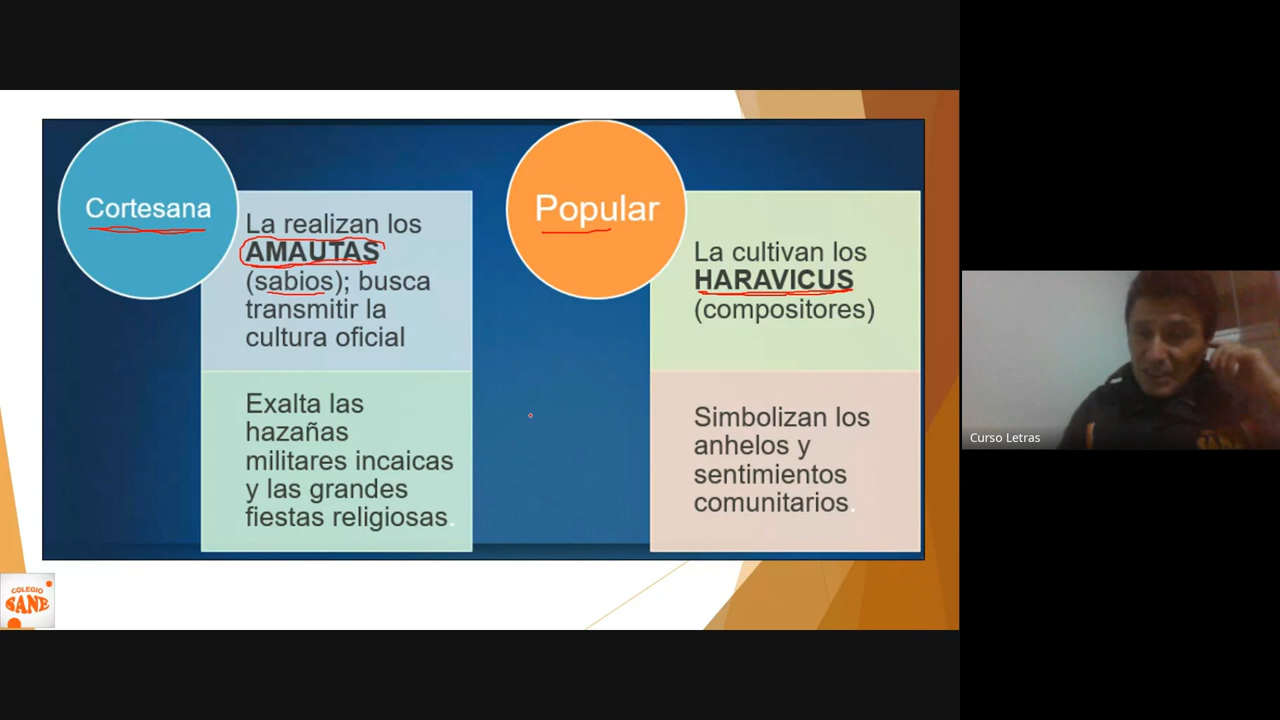 Cortesana
La realizan los
AMAUTAS
(sabios); busca
transmitir la
cultura oficial
Exalta las
hazañas
militares incaicas
y las grandes
fiestas religiosas.
Popular
La cultivan los
HARAVICUS
(compositores)
Simbolizan los
anhelos y
sentimientos
comunitarios.
COLEGIO
SANE
Curso Letras